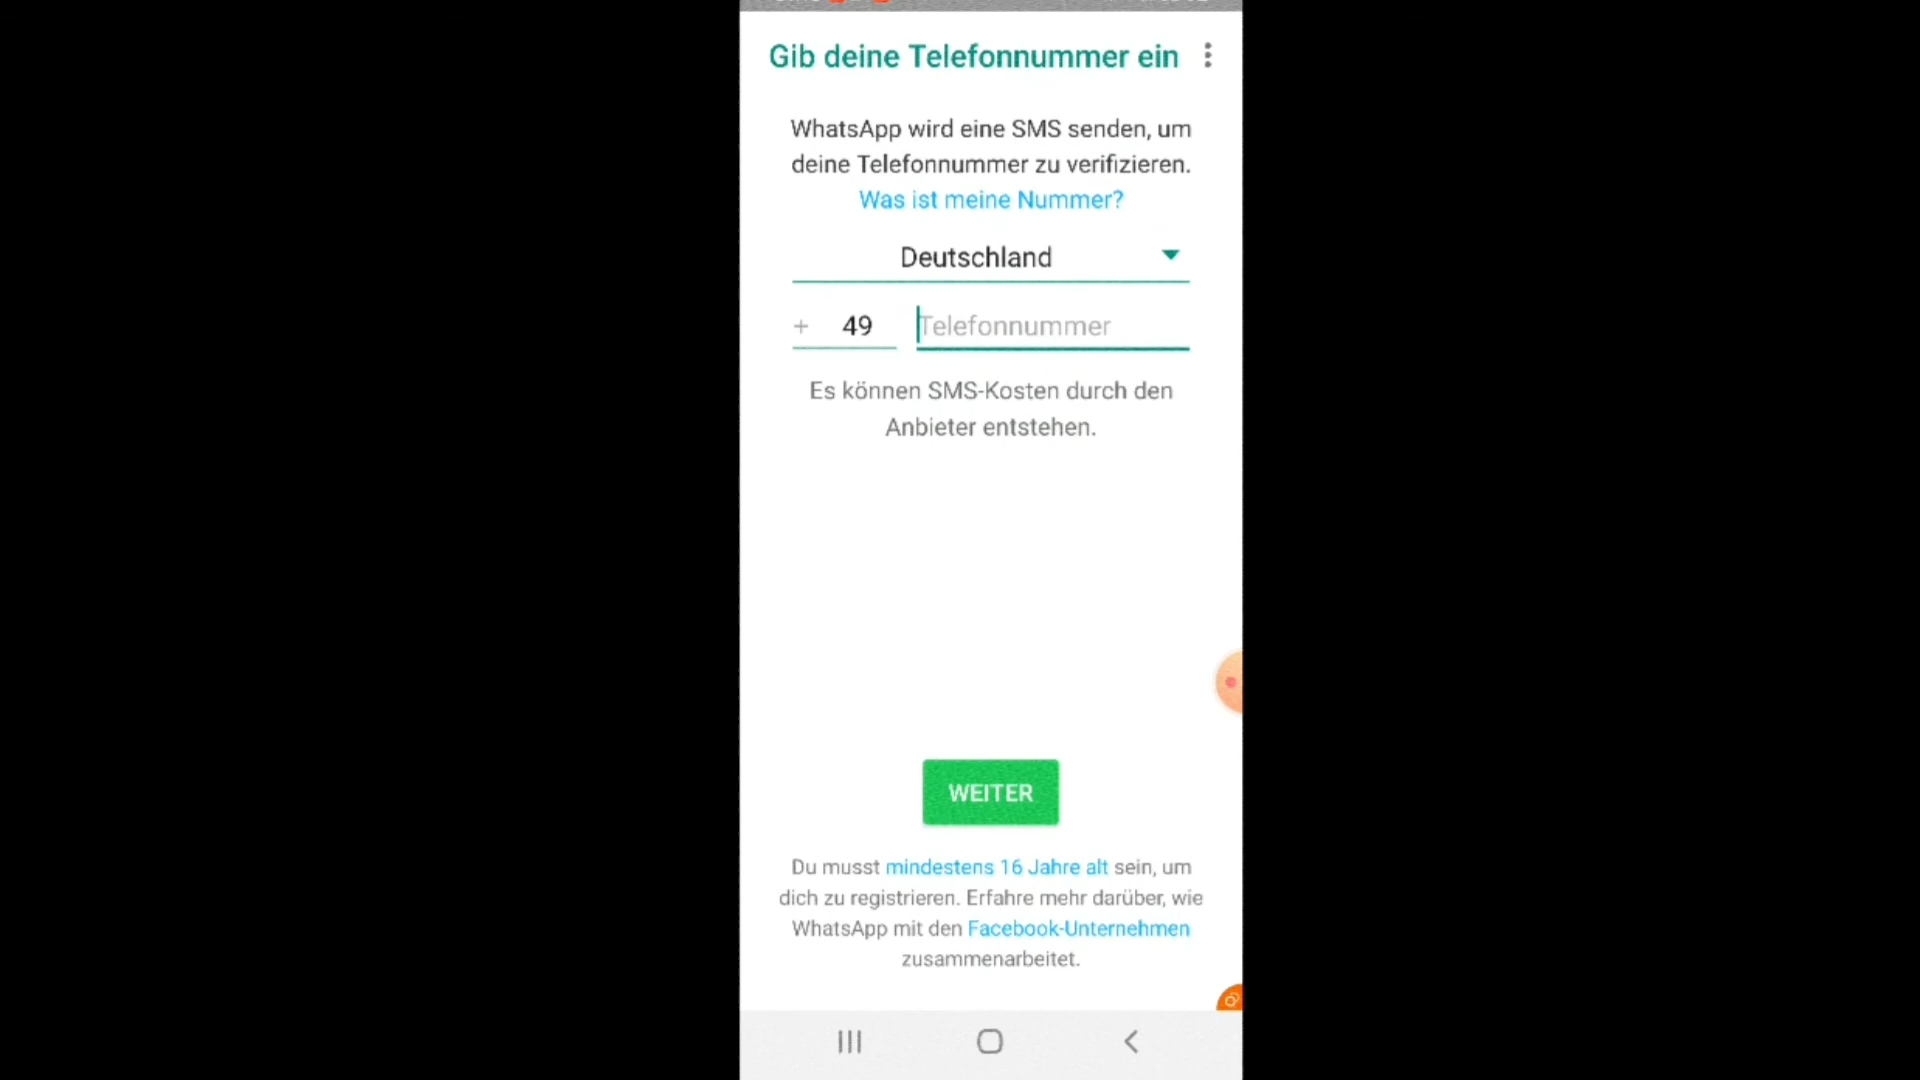 Gib deine Telefonnummer ein
WhatsApp wird eine SMS senden, um
deine Telefonnummer zu verifizieren.
Was ist meine Nummer?
Deutschland
+ 49 Telefonnummer
Es können SMS-Kosten durch den
Anbieter entstehen.
WEITER
Du musst mindestens 16 Jahre alt sein, um
dich zu registrieren. Erfahre mehr darüber, wie
WhatsApp mit den Facebook-Unternehmen
zusammenarbeitet.